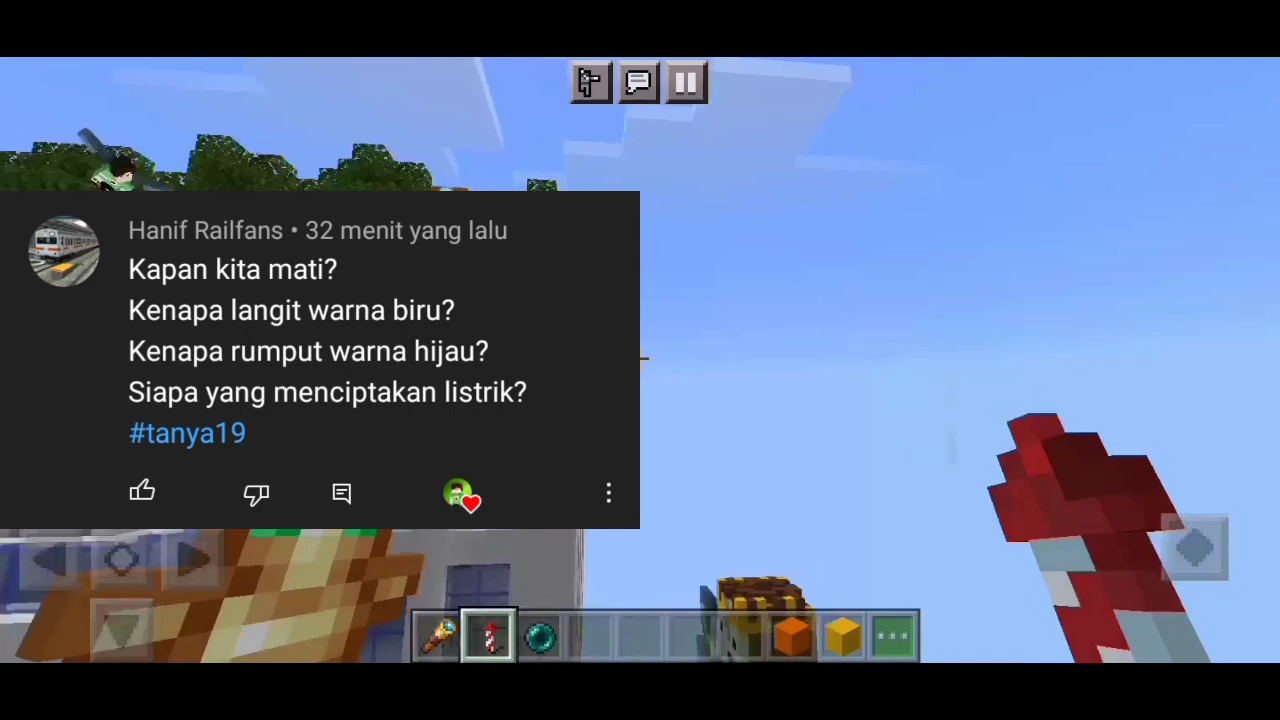 Hanif Railfans • 32 menit yang lalu
Kapan kita mati?
Kenapa langit warna biru?
Kenapa rumput warna hijau?
Siapa yang menciptakan listrik?
#tanya19